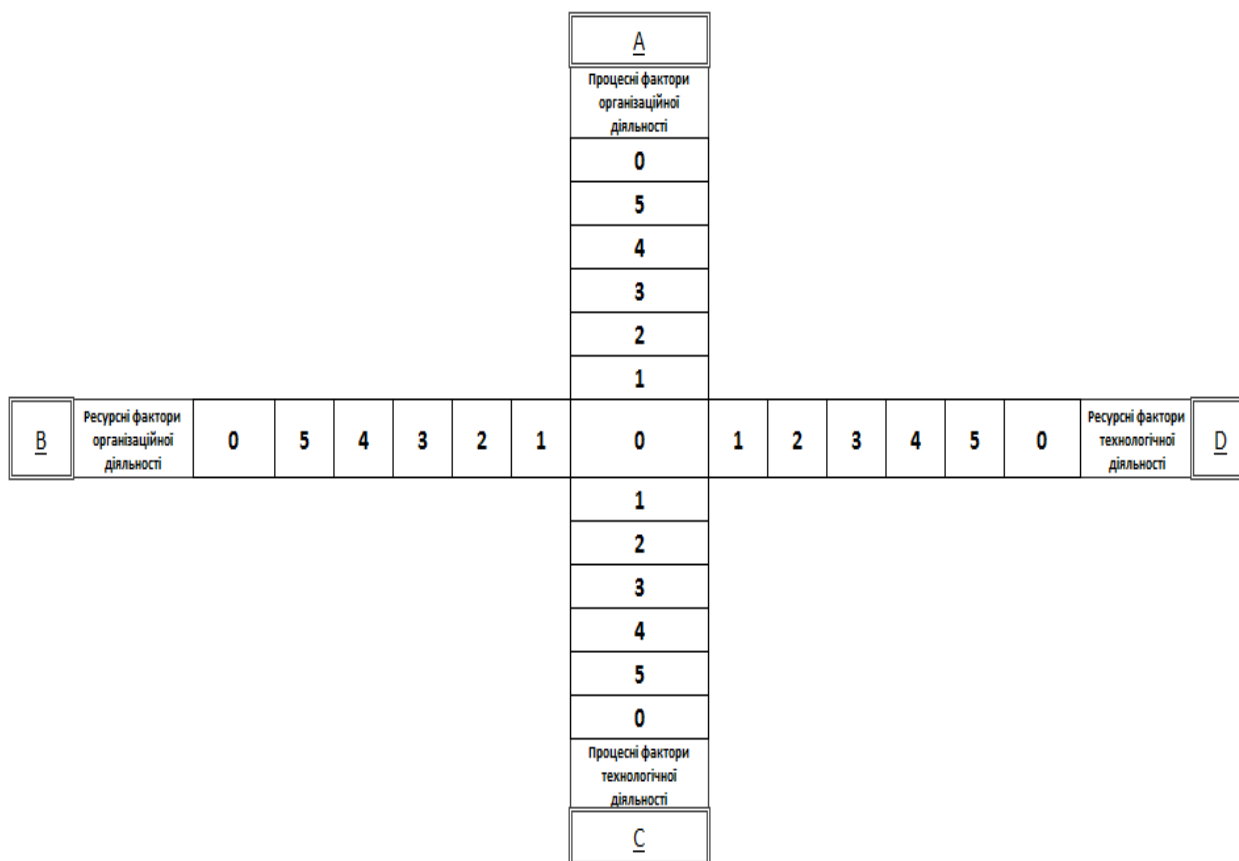 A
Процесні фактори
організаційної
діяльності
0
5
4
3
2
1
B
Ресурсні фактори
організаційної
діяльності
0 5 4 3 2 1 0 1 2 3 4 5 0
Ресурсні фактори
технологічної
діяльності
D
1
2
3
4
5
0
Процесні фактори
технологічної
діяльності
C